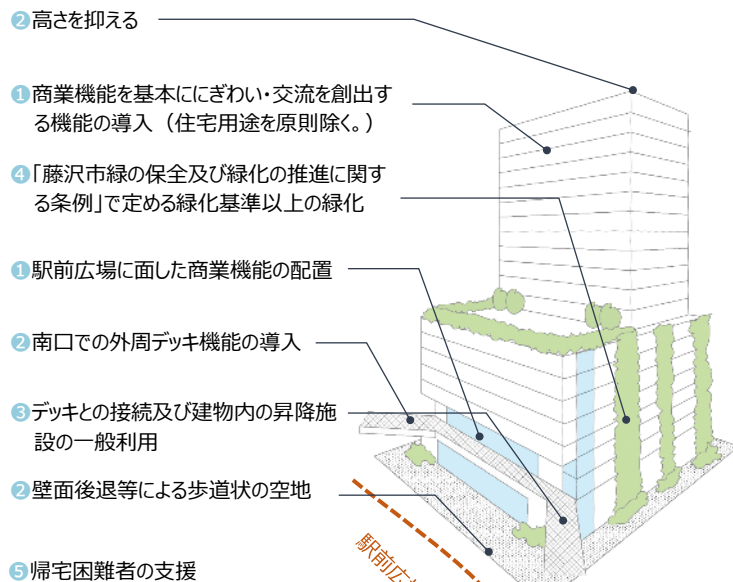 ❷高さを抑える
❶商業機能を基本ににぎわい・交流を創出す
る機能の導入（住宅用途を原則除く。）
❹「藤沢市緑の保全及び緑化の推進に関す
る条例」で定める緑化基準以上の緑化
❶駅前広場に面した商業機能の配置
❷南口での外周デッキ機能の導入
❸デッキとの接続及び建物内の昇降施
設の一般利用
❷壁面後退等による歩道状の空地
駅前広
❺帰宅困難者の支援